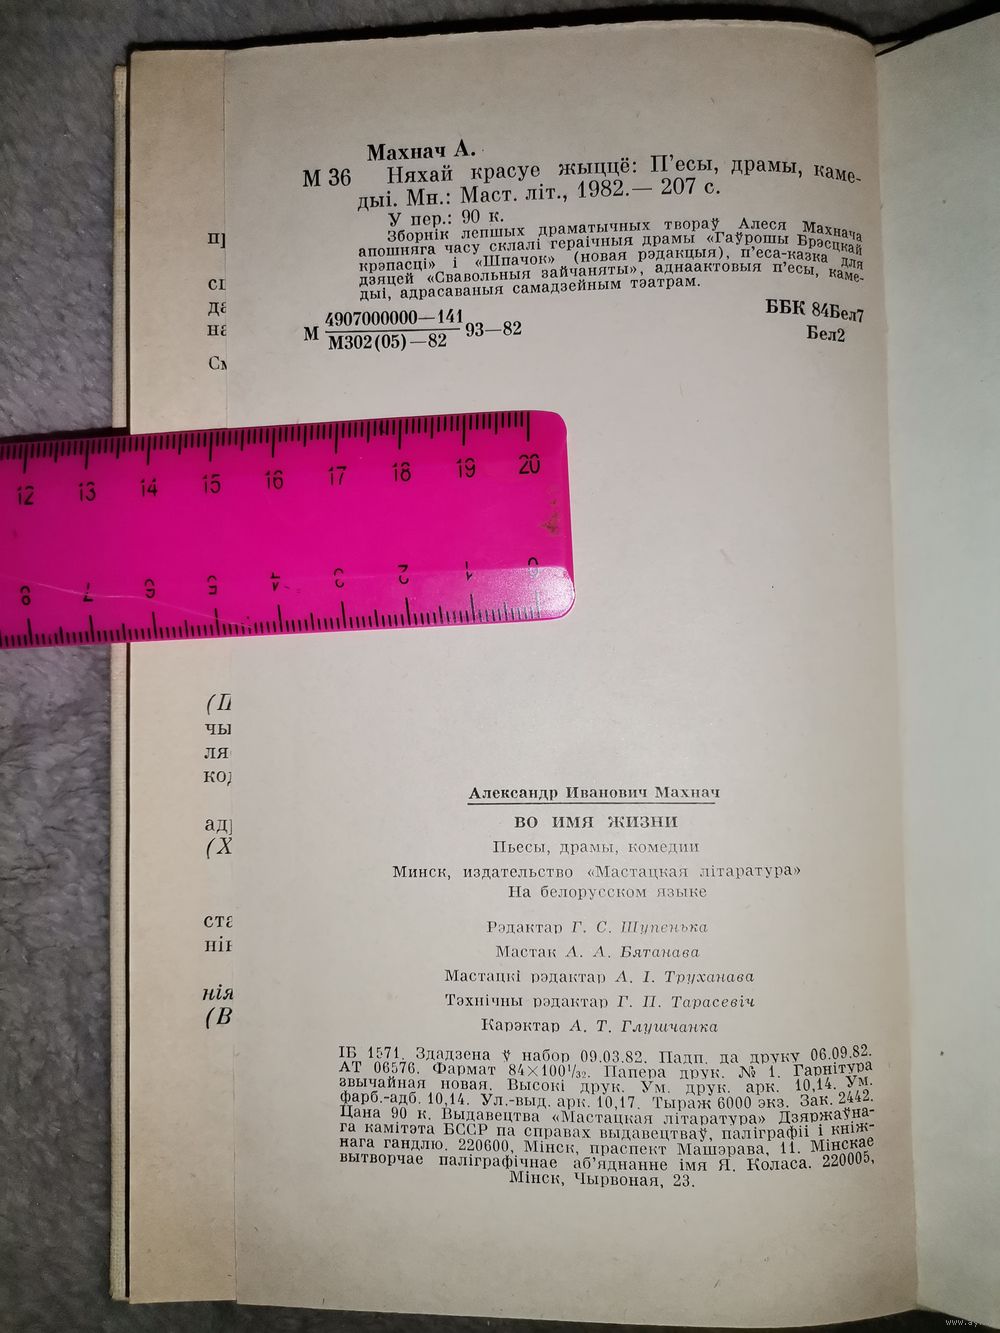 Махнач А.
М 36 Няхай красуе жыццё: П'есы, драмы, каме-
дыі. Мн.: Маст. літ., 1982.— 207 с.
У пер.: 90 к.
Зборнік лепшых драматычных твораў Алеся Махнача
апошняга часу склалі гераічныя драмы «Гаўрошы Брэсцкай
крэпасці» і «Шпачок» (новая рэдакцыя), п'еса-казка для
дзяцей «Свавольныя зайчаняты», аднаактовыя п'есы, каме-
дыі, адрасаваныя самадзейным тэатрам.
М 4907000000—141
М302(05)—82 93—82
ББК 84Бел7
Бел2
См
12 13 14 15 16 17 18 19 20
8 7 6 5 4 3 2 1 0
(П
чы
ля
ста
нія
(В
(Х
Александр Иванович Махнач
ВО ИМЯ ЖИЗНИ
Пьесы, драмы, комедии
Минск, издательство «Мастацкая літаратура»
На белорусском языке
Рэдактар Г. С. Шупенька
Мастак А. А. Бятанава
Мастацкі рэдактар А. І. Труханава
Тэхнічны рэдактар Г. П. Тарасевіч
Карэктар А. Т. Глушчанка
ІБ 1571. Здадзена ў набор 09.03.82. Падп. да друку 06.09.82.
АТ 06576. Фармат 84×100 1/32. Папера друк. № 1. Гарнітура
звычайная новая. Высокі друк. Ум. друк. арк. 10,14. Ум.
фарб.-адб. 10,14. Ул.-выд. арк. 10,17. Тыраж 6000 экз. Зак. 2442.
Цана 90 к. Выдавецтва «Мастацкая літаратура» Дзяржаўна-
га камітэта БССР па справах выдавецтваў, паліграфіі і кніж-
нага гандлю. 220600, Мінск, праспект Машэрава, 11. Мінскае
вытворчае паліграфічнае аб'яднанне імя Я. Коласа. 220005,
Мінск, Чырвоная, 23.